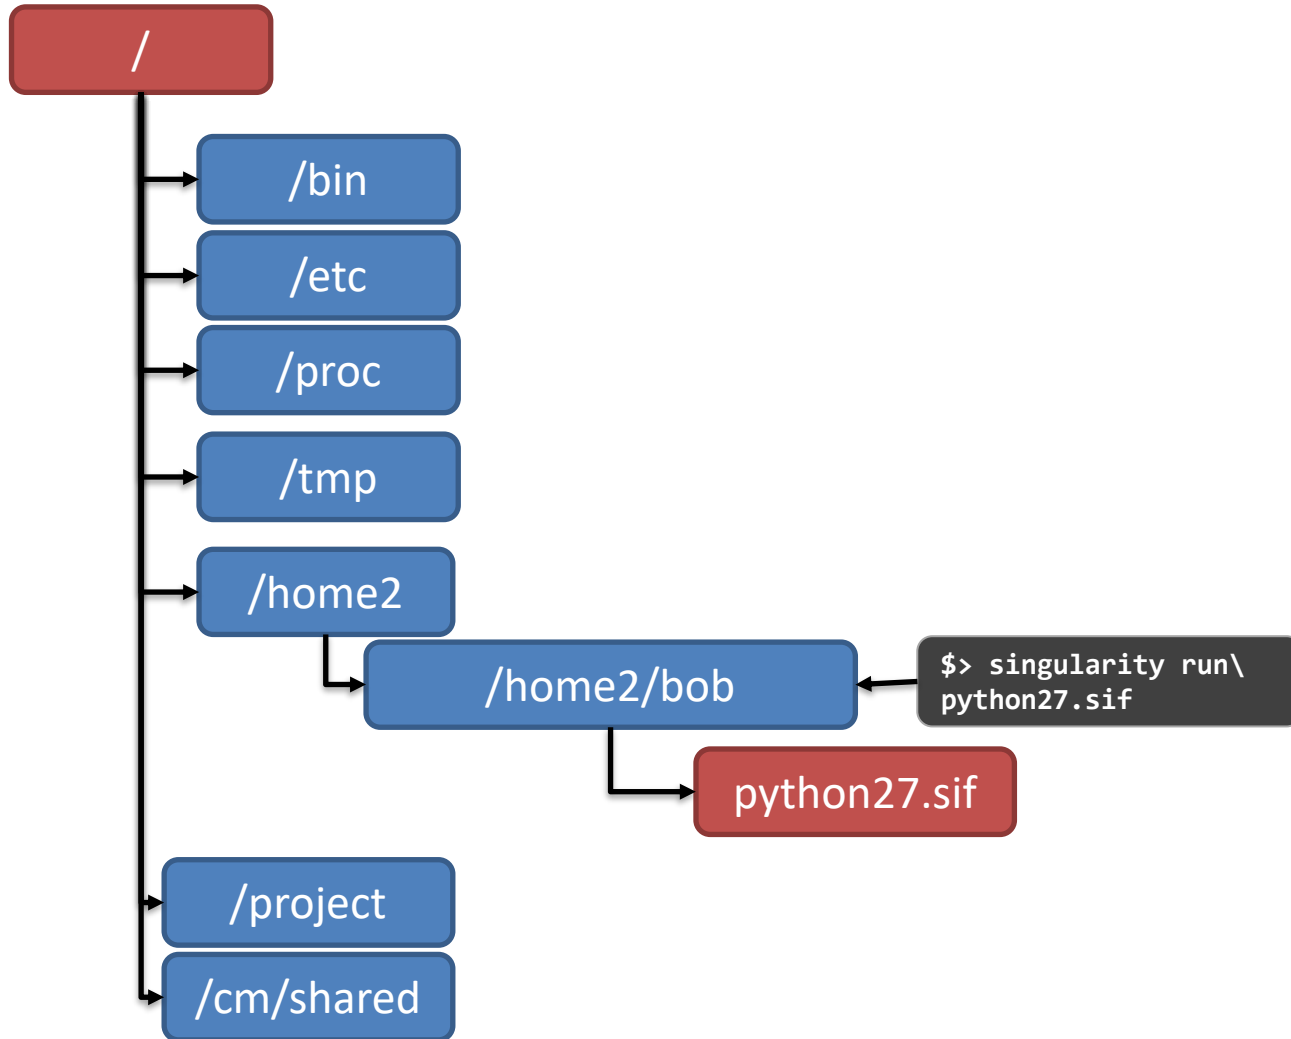 /
/bin
/etc
/proc
/tmp
/home2
/home2/bob
$> singularity run\
python27.sif
python27.sif
/project
/cm/shared